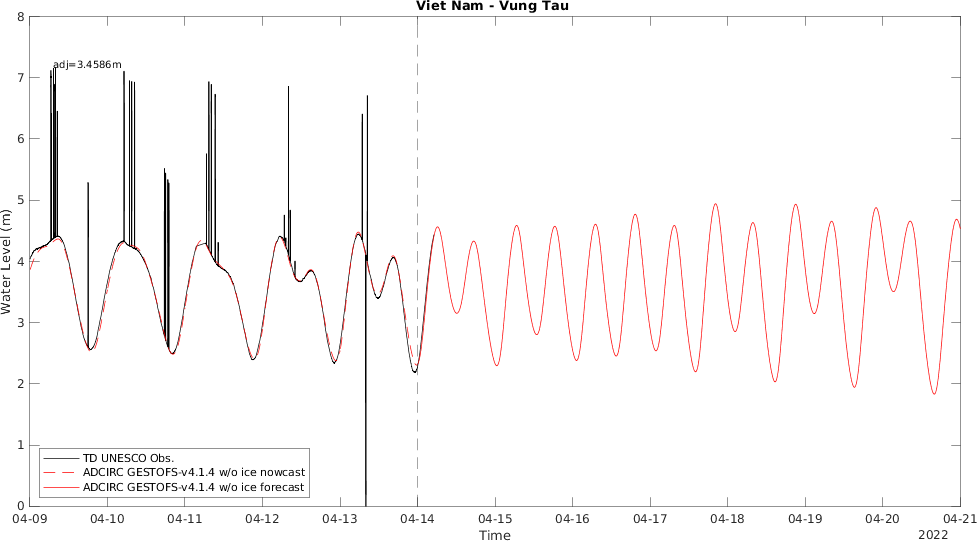 Viet Nam - Vung Tau
8
7
6
5
4
3
2
1
0
Water Level (m)
adj=3.4586m
TD UNESCO Obs.
ADCIRC GESTOFS-v4.1.4 w/o ice nowcast
ADCIRC GESTOFS-v4.1.4 w/o ice forecast
04-09 04-10 04-11 04-12 04-13 04-14 04-15 04-16 04-17 04-18 04-19 04-20 04-21
Time
2022